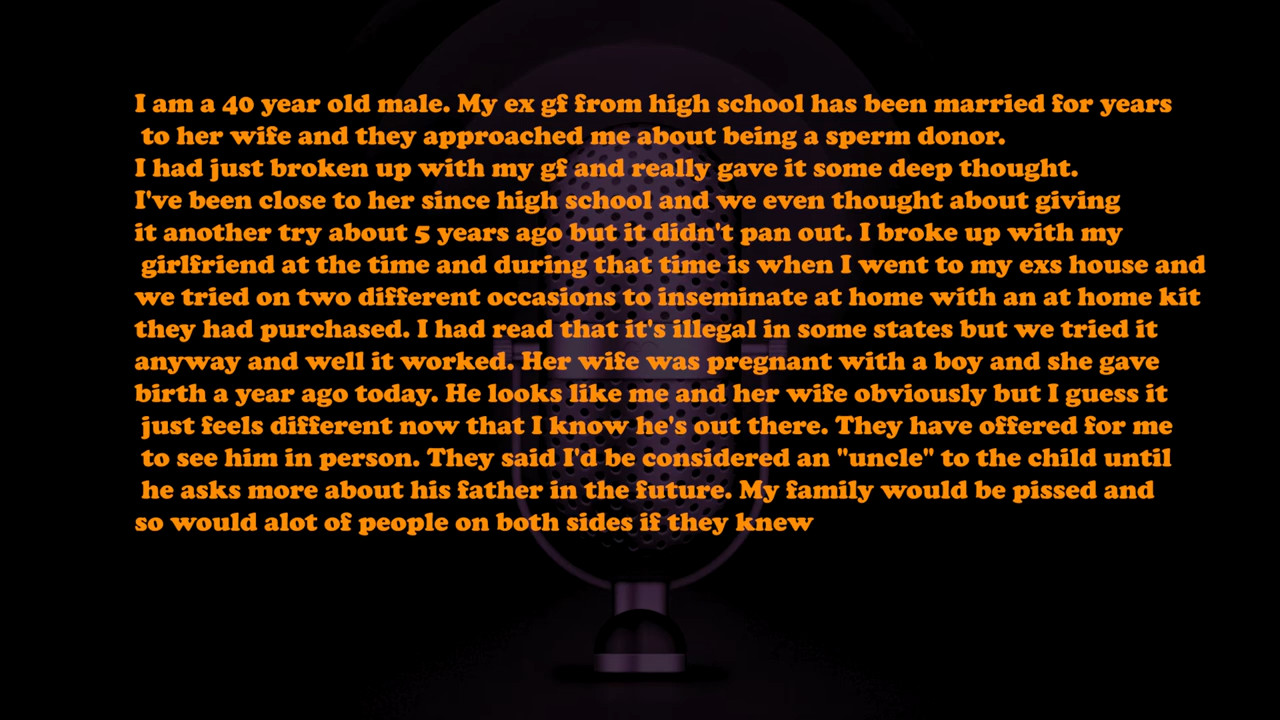 I am a 40 year old male. My ex gf from high school has been married for years
to her wife and they approached me about being a sperm donor.
I had just broken up with my gf and really gave it some deep thought.
I've been close to her since high school and we even thought about giving
it another try about 5 years ago but it didn't pan out. I broke up with my
girlfriend at the time and during that time is when I went to my exs house and
we tried on two different occasions to inseminate at home with an at home kit
they had purchased. I had read that it's illegal in some states but we tried it
anyway and well it worked. Her wife was pregnant with a boy and she gave
birth a year ago today. He looks like me and her wife obviously but I guess it
just feels different now that I know he's out there. They have offered for me
to see him in person. They said I'd be considered an "uncle" to the child until
he asks more about his father in the future. My family would be pissed and
so would alot of people on both sides if they knew